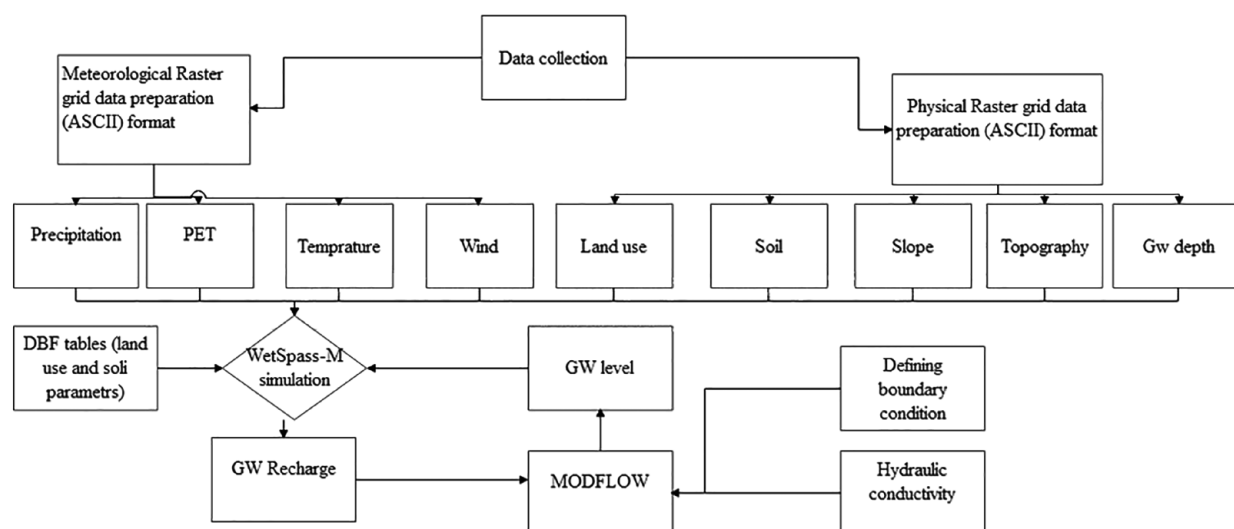 Data collection
Meteorological Raster
grid data preparation
(ASCII) format
Physical Raster grid data
preparation (ASCII) format
Precipitation
PET
Temprature
Wind
Land use
Soil
Slope
Topography
Gw depth
DBF tables (land
use and soli
parametrs)
WetSpass-M
simulation
GW level
Defining
boundary
condition
GW Recharge
MODFLOW
Hydraulic
conductivity